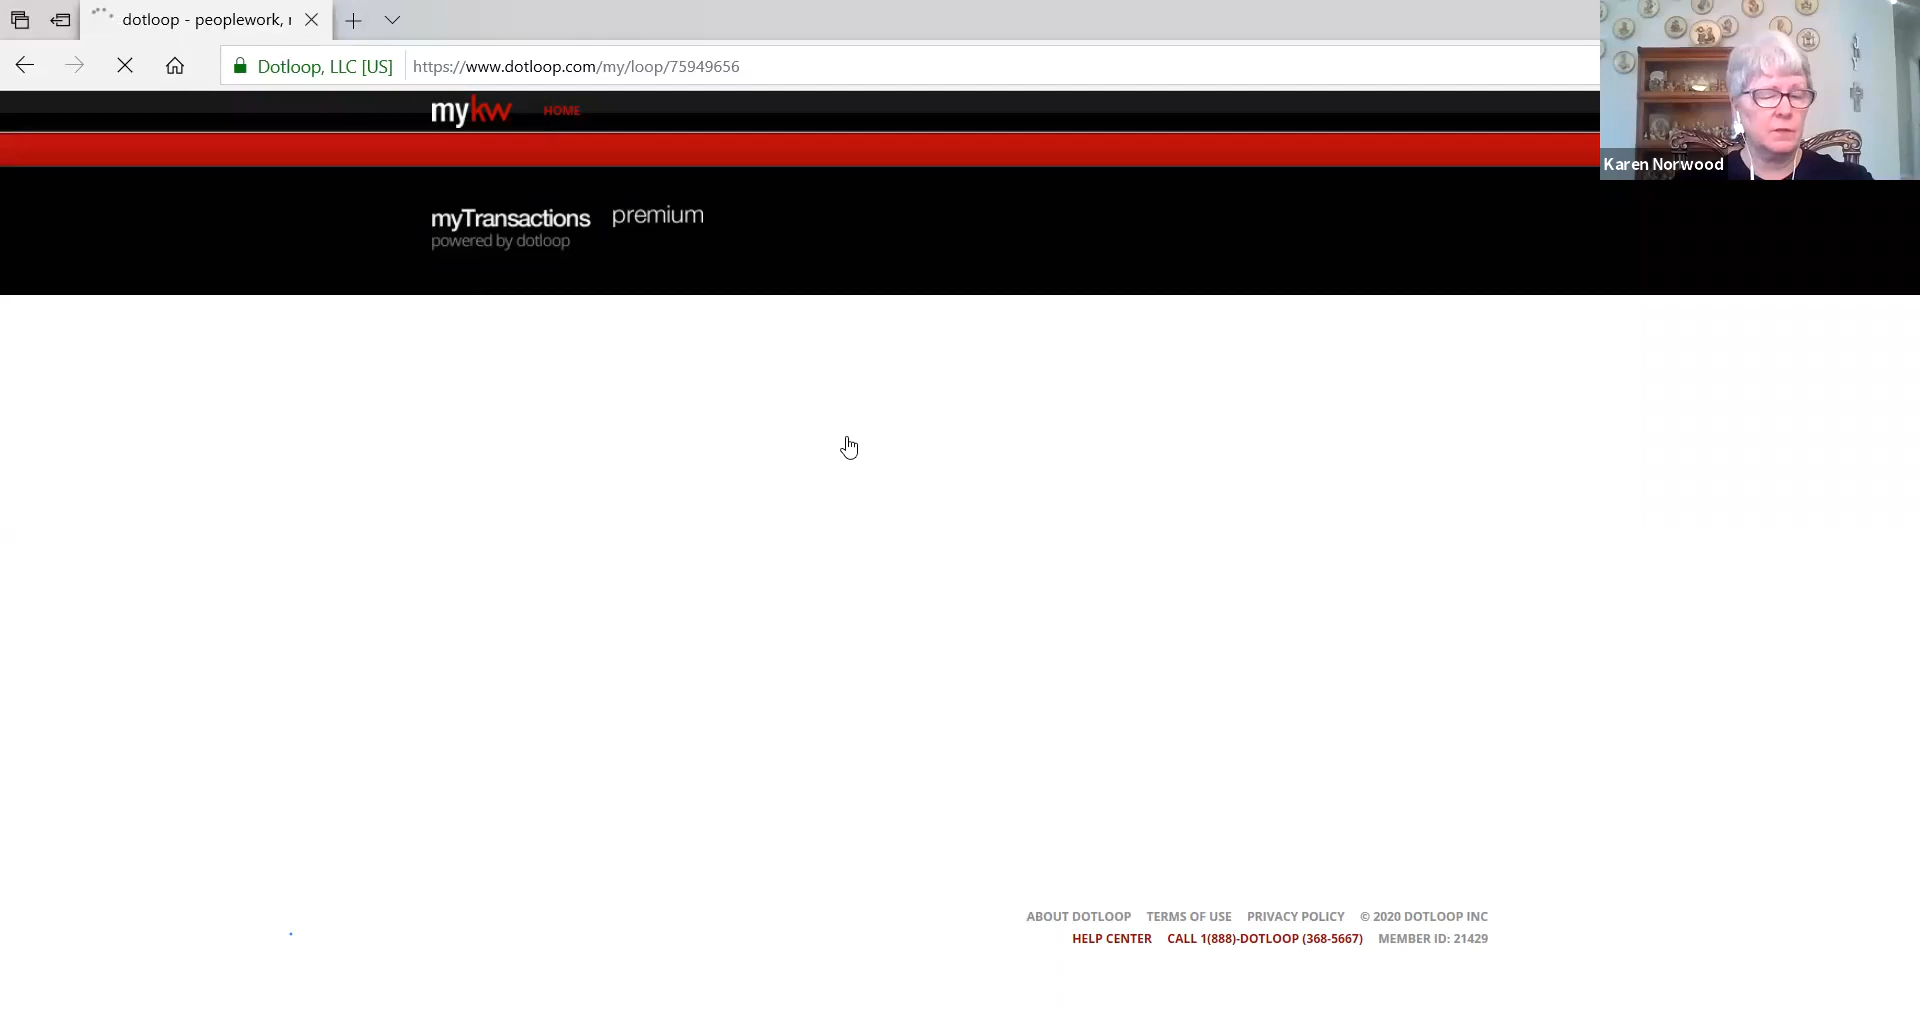 dotloop - peoplework, r
Dotloop, LLC [US] https://www.dotloop.com/my/loop/75949656
mykw HOME
Karen Norwood
myTransactions premium
powered by dotloop
ABOUT DOTLOOP TERMS OF USE PRIVACY POLICY © 2020 DOTLOOP INC
HELP CENTER CALL 1(888)-DOTLOOP (368-5667) MEMBER ID: 21429